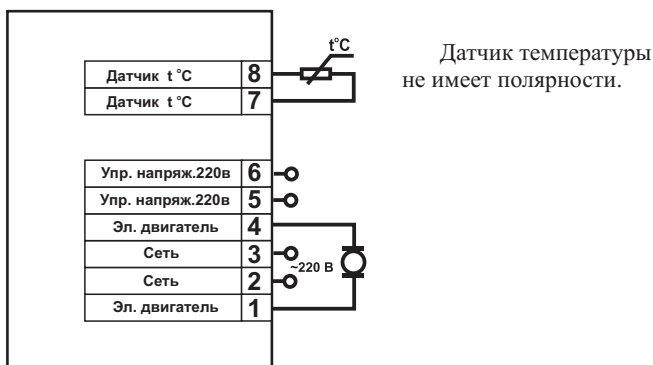 t°C
Датчик температуры
не имеет полярности.
Датчик t °C 8
Датчик t °C 7
Упр. напряж.220в 6
Упр. напряж.220в 5
Эл. двигатель 4
Сеть 3
~220 В
Сеть 2
Эл. двигатель 1